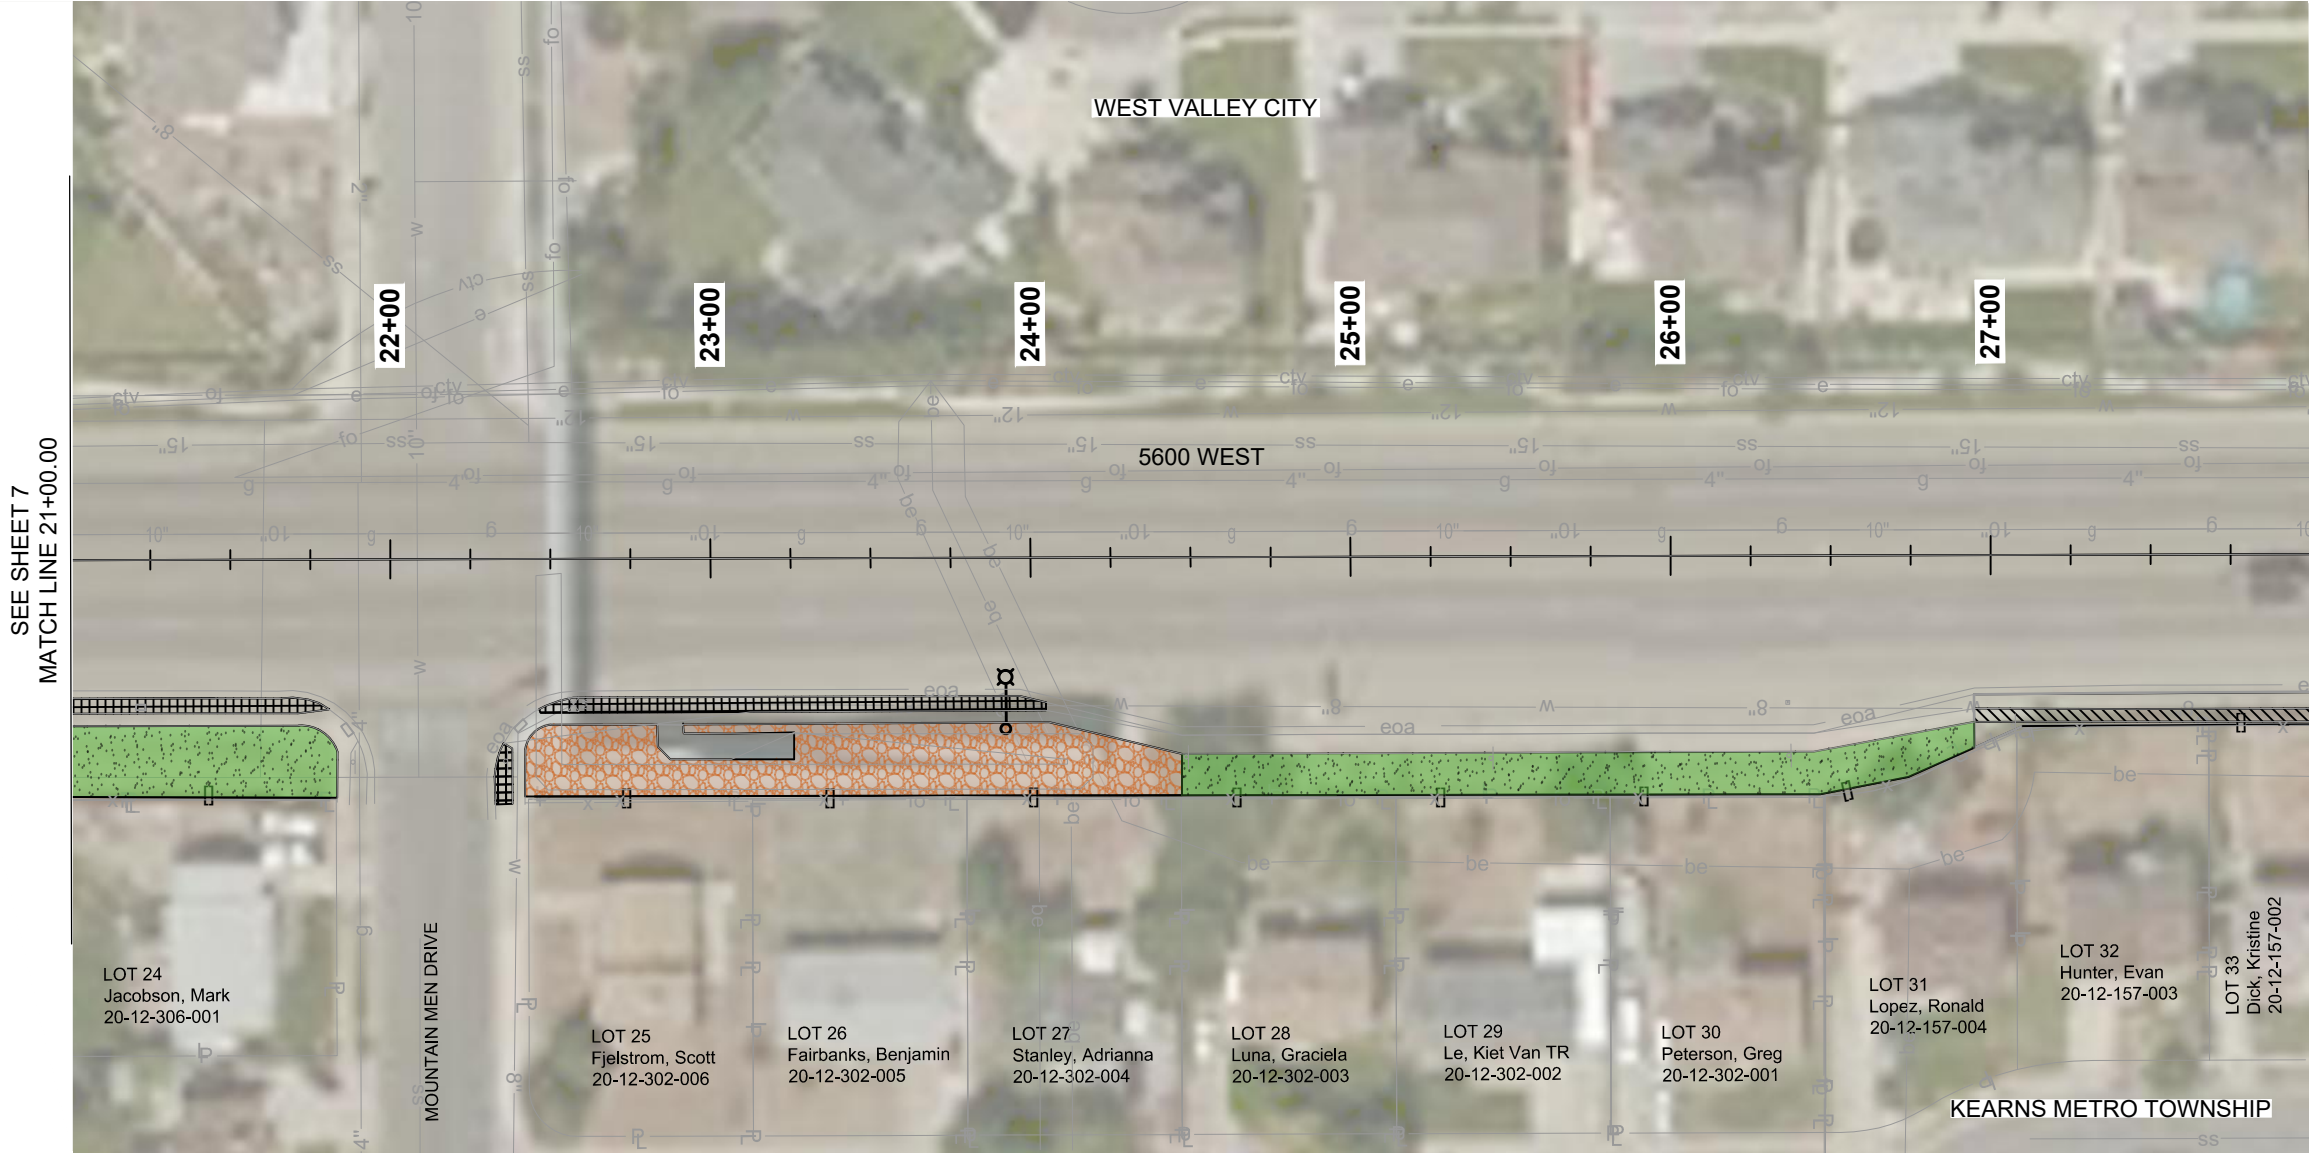 WEST VALLEY CITY
22+00
23+00
24+00
25+00
26+00
27+00
5600 WEST
SEE SHEET 7
MATCH LINE 21+00.00
MOUNTAIN MEN DRIVE
LOT 24
Jacobson, Mark
20-12-306-001
LOT 25
Fjelstrom, Scott
20-12-302-006
LOT 26
Fairbanks, Benjamin
20-12-302-005
LOT 27
Stanley, Adrianna
20-12-302-004
LOT 28
Luna, Graciela
20-12-302-003
LOT 29
Le, Kiet Van TR
20-12-302-002
LOT 30
Peterson, Greg
20-12-302-001
LOT 31
Lopez, Ronald
20-12-157-004
LOT 32
Hunter, Evan
20-12-157-003
LOT 33
Dick, Kristine
20-12-157-002
KEARNS METRO TOWNSHIP
eoa
eoa
eoa
eoa